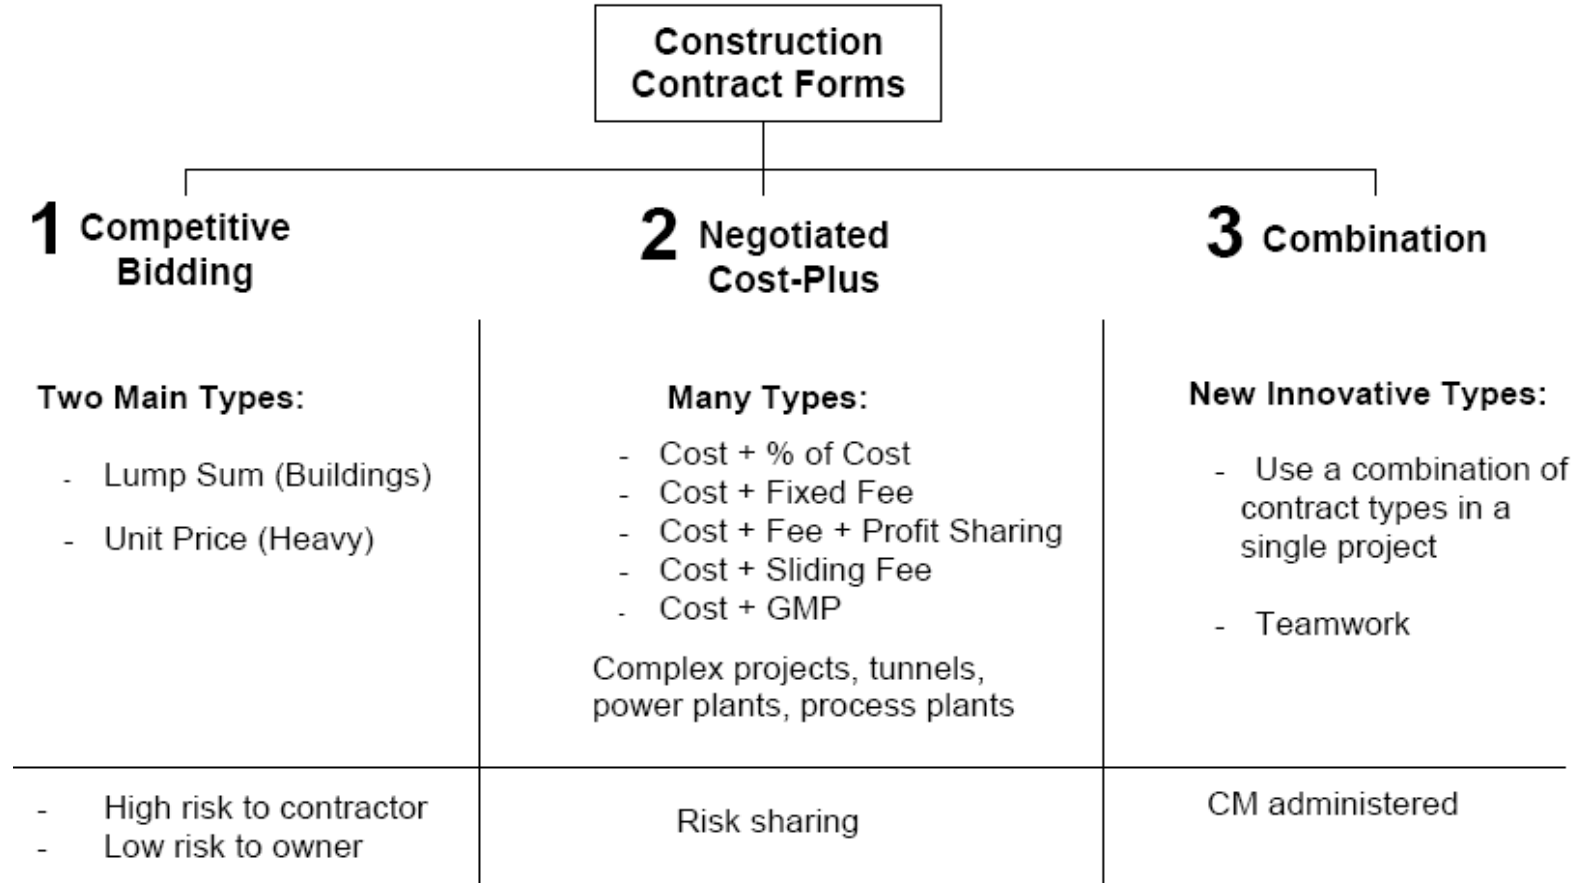 Construction
Contract Forms
1 Competitive
Bidding
2 Negotiated
Cost-Plus
3 Combination
Two Main Types:
- Lump Sum (Buildings)
- Unit Price (Heavy)
Many Types:
- Cost + % of Cost
- Cost + Fixed Fee
- Cost + Fee + Profit Sharing
- Cost + Sliding Fee
- Cost + GMP
Complex projects, tunnels,
power plants, process plants
New Innovative Types:
- Use a combination of
contract types in a
single project
- Teamwork
- High risk to contractor
- Low risk to owner
Risk sharing
CM administered